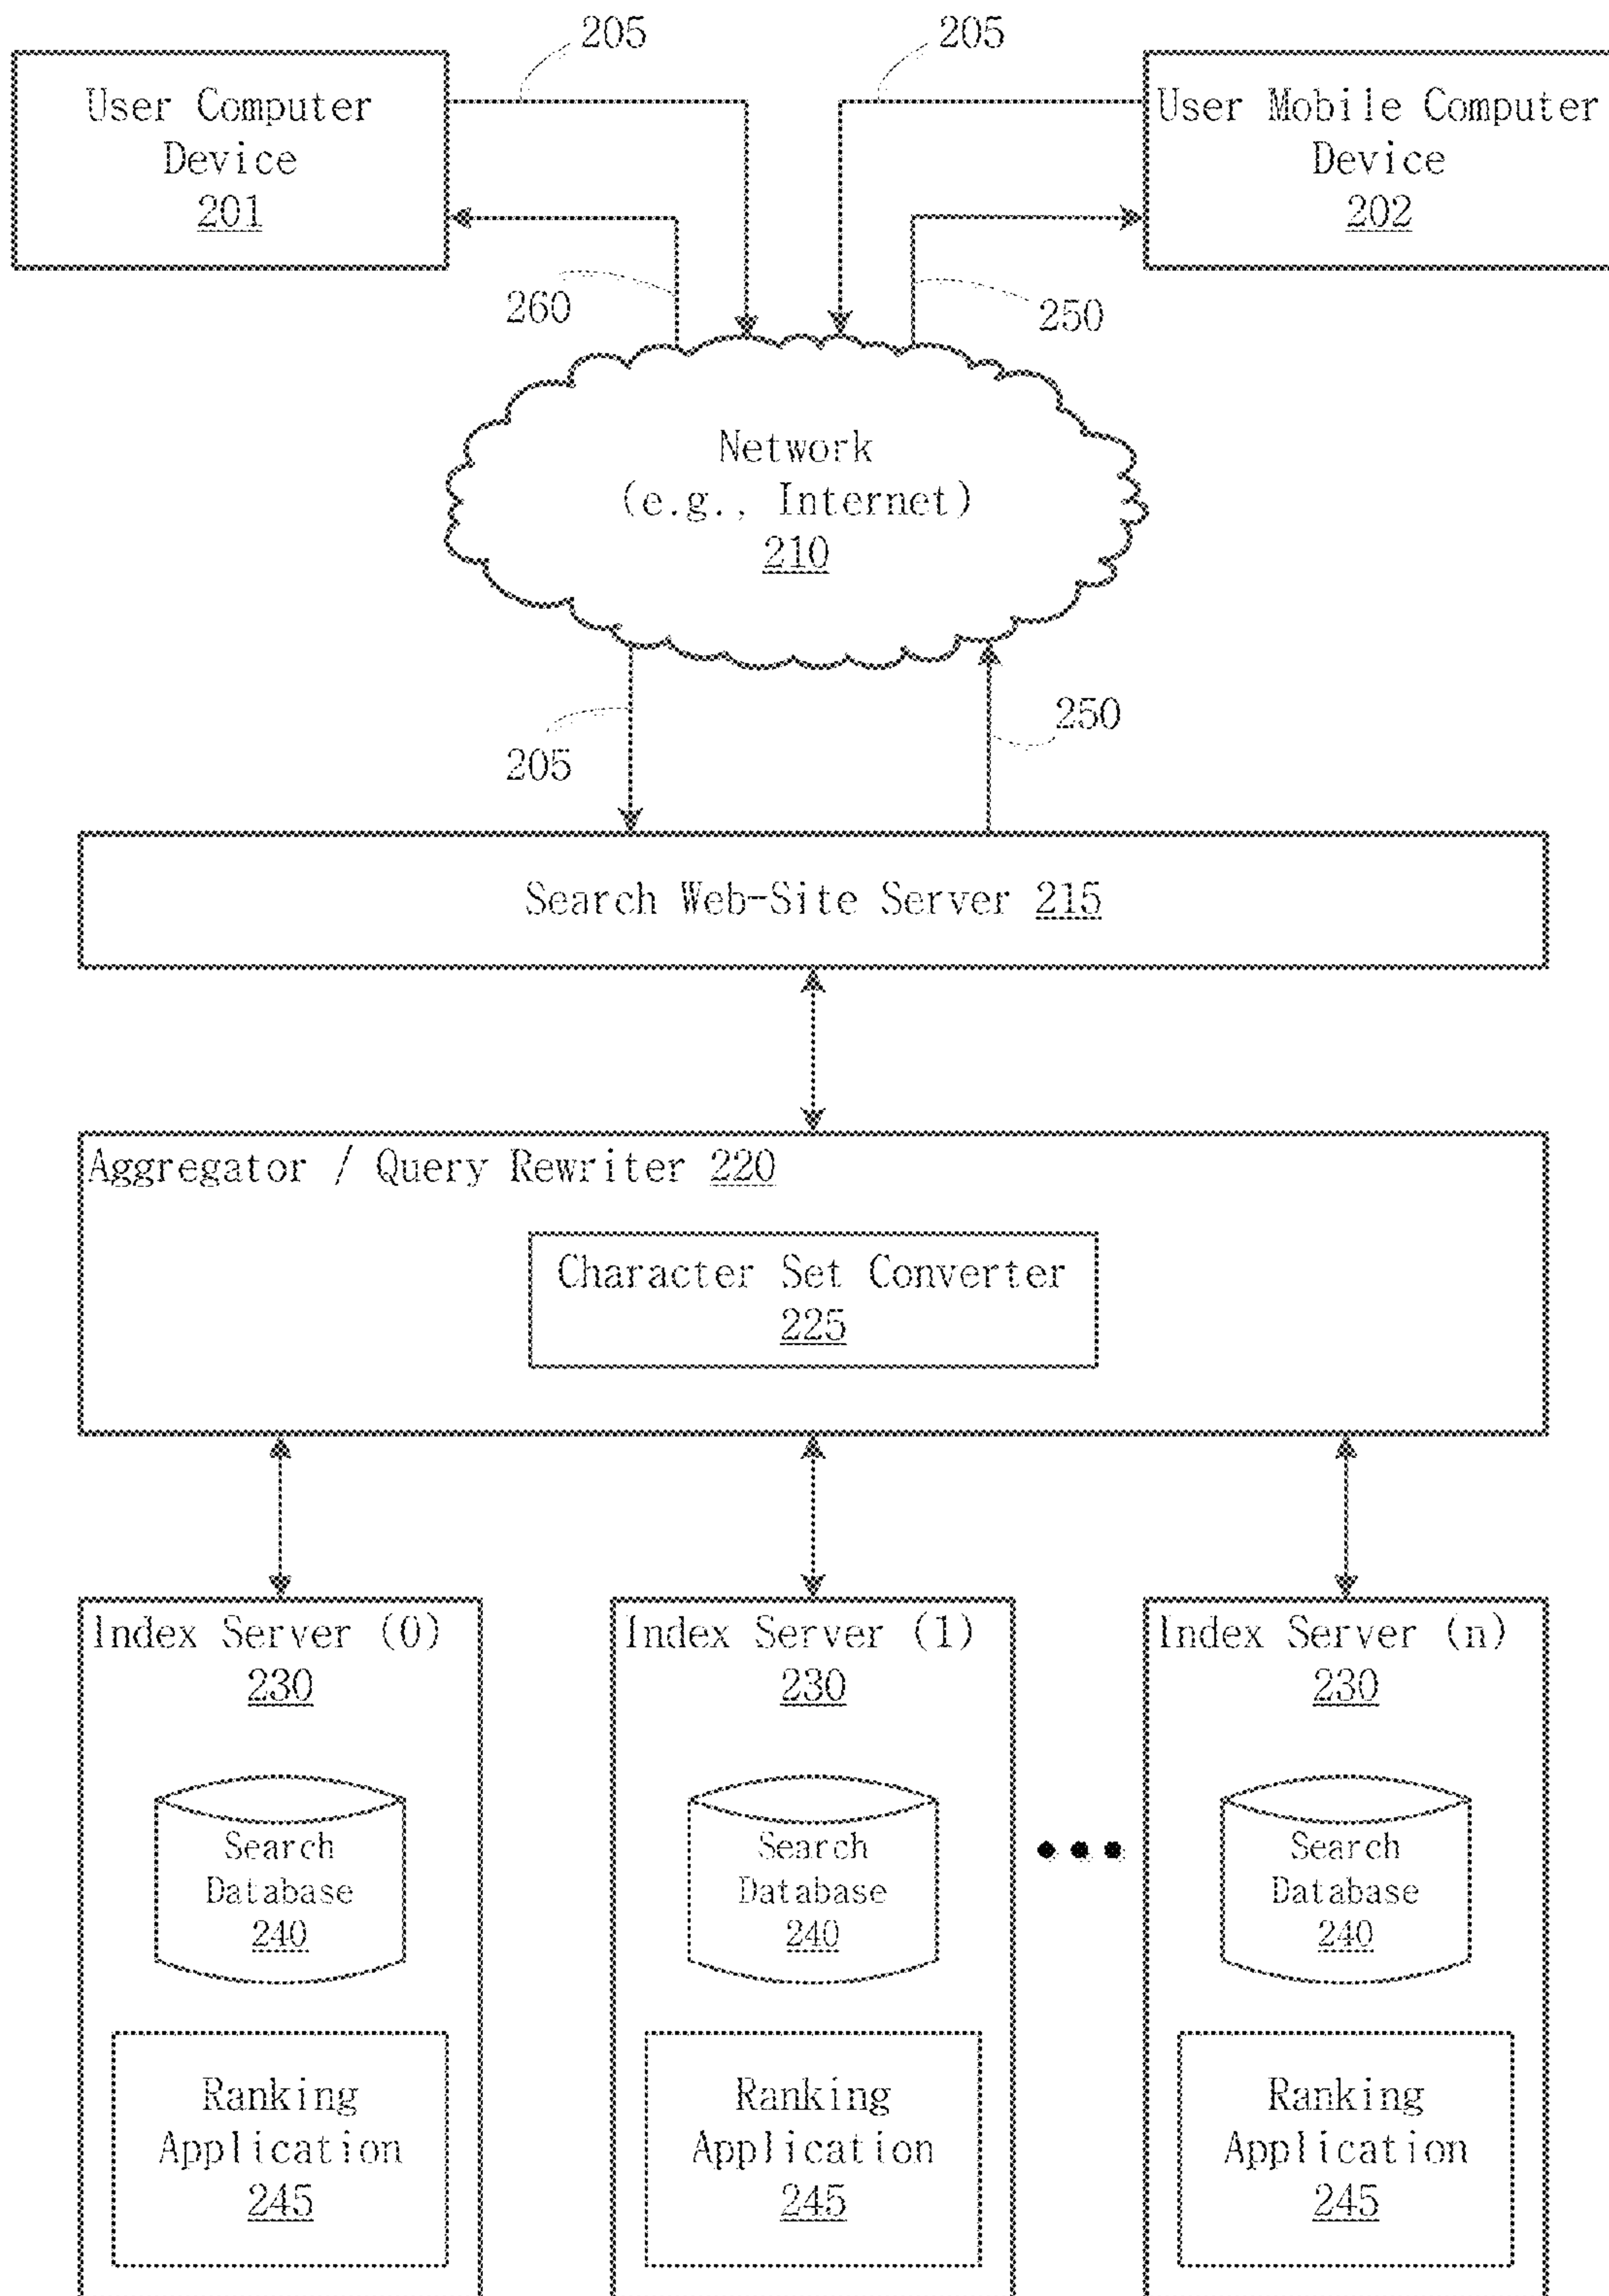 205
205
User Computer
Device
201
User Mobile Computer
Device
202
260
250
Network
(e.g., Internet)
210
205
250
Search Web-Site Server 215
Aggregator / Query Rewriter 220
Character Set Converter
225
Index Server (0)
230
Search
Database
240
Ranking
Application
245
Index Server (1)
230
Search
Database
240
Ranking
Application
245
Index Server (n)
230
Search
Database
240
Ranking
Application
245